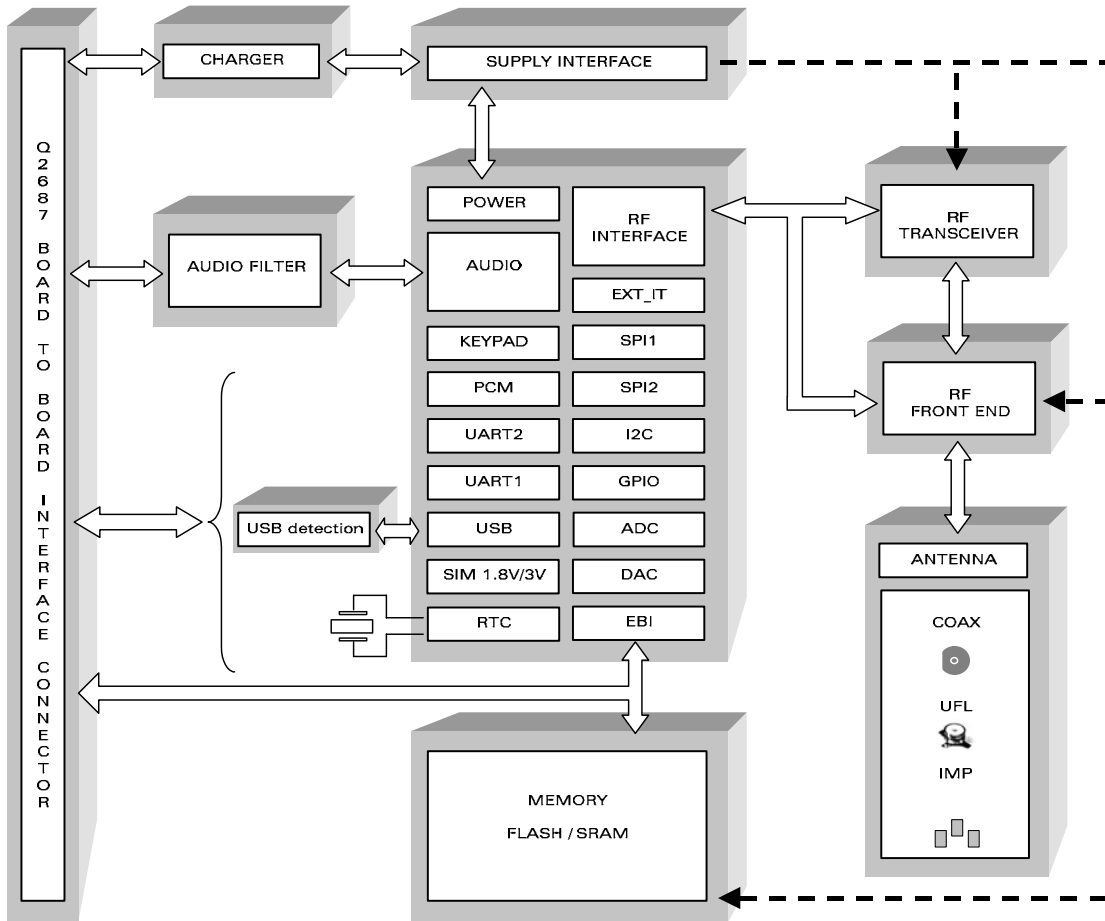 Q2687 BOARD TO BOARD INTERFACE CONNECTOR
CHARGER
SUPPLY INTERFACE
AUDIO FILTER
POWER
AUDIO
KEYPAD
PCM
UART2
UART1
USB
SIM 1.8V/3V
RTC
RF
INTERFACE
EXT_IT
SPI1
SPI2
I2C
GPIO
ADC
DAC
EBI
USB detection
MEMORY
FLASH / SRAM
RF
TRANSCEIVER
RF
FRONT END
ANTENNA
COAX
UFL
IMP